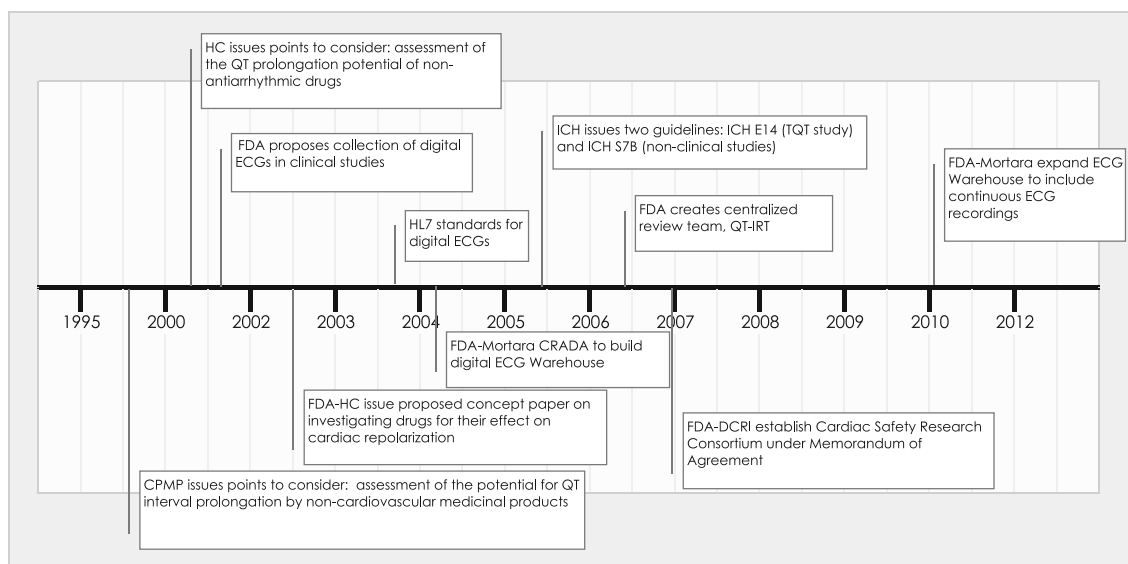 HC issues points to consider: assessment of
the QT prolongation potential of non-
antiarrhythmic drugs
FDA proposes collection of digital
ECGs in clinical studies
HL7 standards for
digital ECGs
ICH issues two guidelines: ICH E14 (TQT study)
and ICH S7B (non-clinical studies)
FDA creates centralized
review team, QT-IRT
FDA-Mortara expand ECG
Warehouse to include
continuous ECG
recordings
1995 2000 2002 2003 2004 2005 2006 2007 2008 2009 2010 2012
FDA-Mortara CRADA to build
digital ECG Warehouse
FDA-HC issue proposed concept paper on
investigating drugs for their effect on
cardiac repolarization
FDA-DCRI establish Cardiac Safety Research
Consortium under Memorandum of
Agreement
CPMP issues points to consider:  assessment of the potential for QT
interval prolongation by non-cardiovascular medicinal products